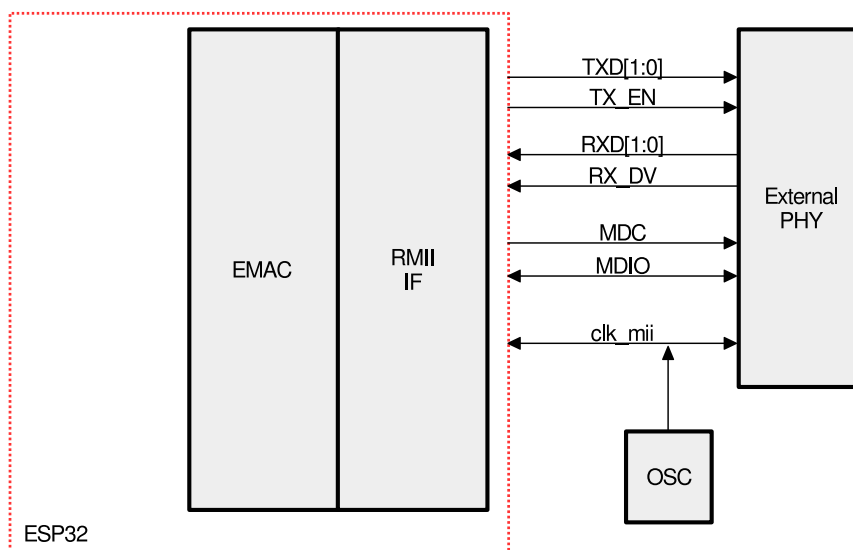 TXD[1:0]
TX_EN
RXD[1:0]
RX_DV
External
PHY
MDC
MDIO
EMAC
RMII
IF
clk_mii
OSC
ESP32